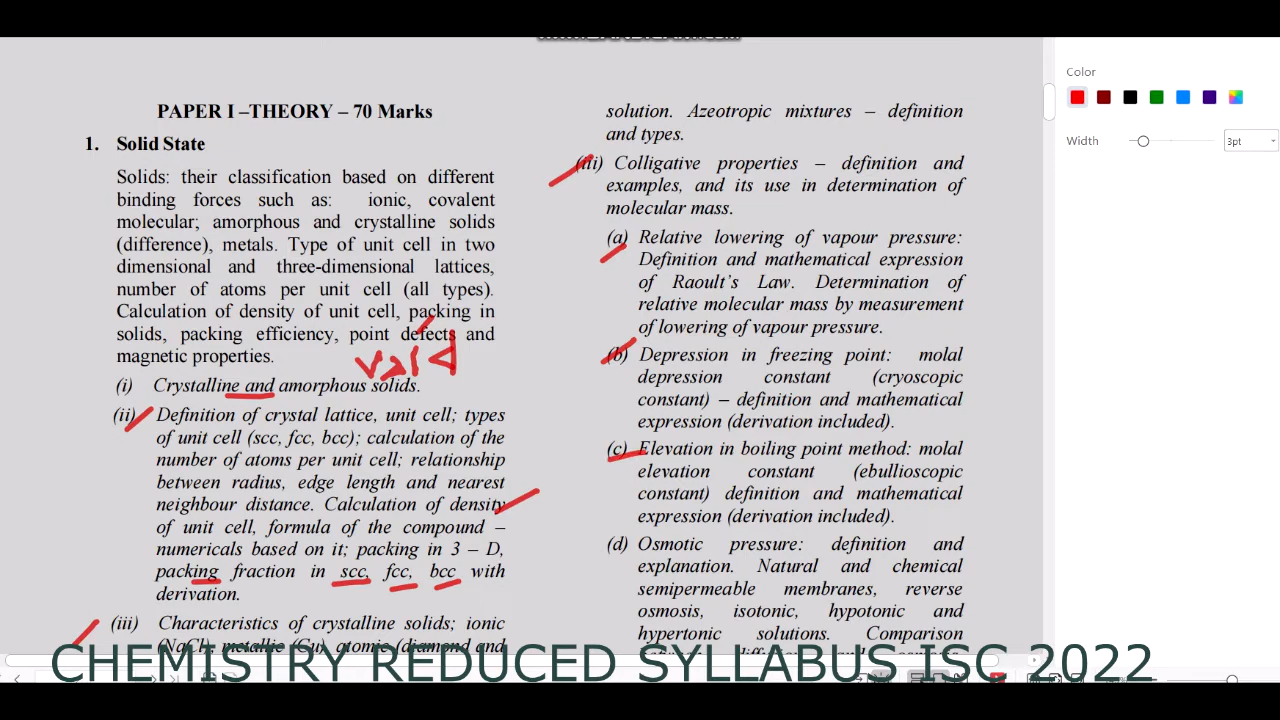 PAPER I –THEORY – 70 Marks
1. Solid State
Solids: their classification based on different
binding forces such as: ionic, covalent
molecular; amorphous and crystalline solids
(difference), metals. Type of unit cell in two
dimensional and three-dimensional lattices,
number of atoms per unit cell (all types).
Calculation of density of unit cell, packing in
solids, packing efficiency, point defects and
magnetic properties.
(i) Crystalline and amorphous solids.
(ii) Definition of crystal lattice, unit cell; types
of unit cell (scc, fcc, bcc); calculation of the
number of atoms per unit cell; relationship
between radius, edge length and nearest
neighbour distance. Calculation of density
of unit cell, formula of the compound –
numericals based on it; packing in 3 – D,
packing fraction in scc, fcc, bcc with
derivation.
(iii) Characteristics of crystalline solids; ionic
(NaCl), metallic (Cu), atomic (diamond and
solution. Azeotropic mixtures – definition
and types.
(iii) Colligative properties – definition and
examples, and its use in determination of
molecular mass.
(a) Relative lowering of vapour pressure:
Definition and mathematical expression
of Raoult's Law. Determination of
relative molecular mass by measurement
of lowering of vapour pressure.
(b) Depression in freezing point: molal
depression constant (cryoscopic
constant) – definition and mathematical
expression (derivation included).
(c) Elevation in boiling point method: molal
elevation constant (ebullioscopic
constant) definition and mathematical
expression (derivation included).
(d) Osmotic pressure: definition and
explanation. Natural and chemical
semipermeable membranes, reverse
osmosis, isotonic, hypotonic and
hypertonic solutions. Comparison
Color
Width
3pt
CHEMISTRY REDUCED SYLLABUS ISC 2022